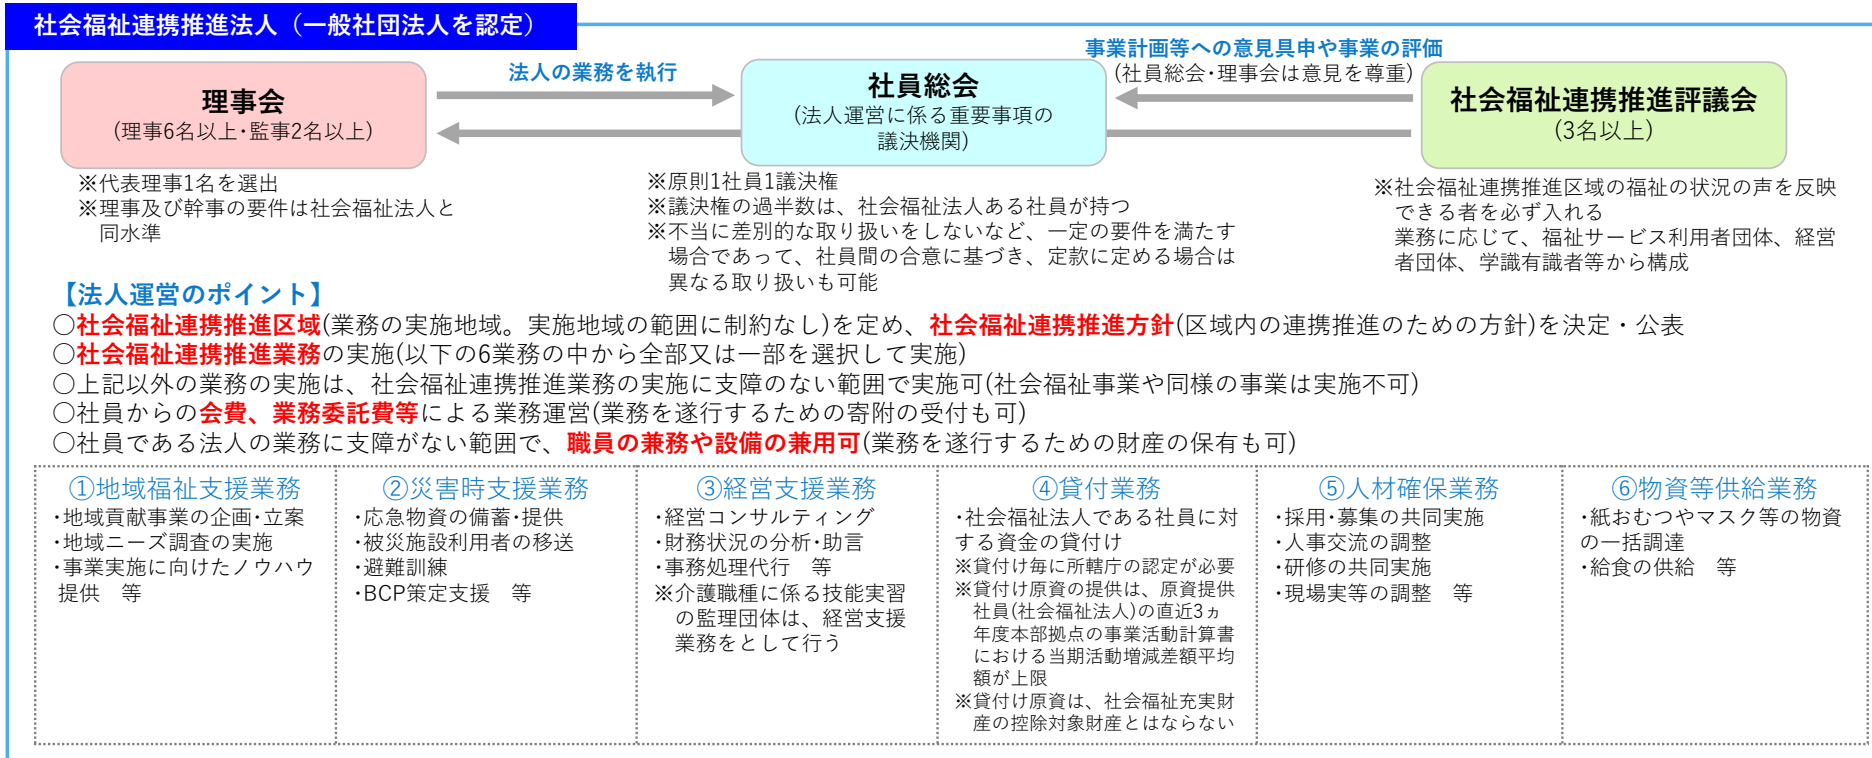 社会福祉連携推進法人（一般社団法人を認定）
法人の業務を執行
事業計画等への意見具申や事業の評価
(社員総会・理事会は意見を尊重)
理事会
(理事6名以上・監事2名以上)
社員総会
(法人運営に係る重要事項の
議決機関)
社会福祉連携推進評議会
(3名以上)
※代表理事1名を選出
※理事及び幹事の要件は社会福祉法人と
同水準
※原則1社員1議決権
※議決権の過半数は、社会福祉法人ある社員が持つ
※不当に差別的な取り扱いをしないなど、一定の要件を満たす
場合であって、社員間の合意に基づき、定款に定める場合は
異なる取り扱いも可能
※社会福祉連携推進区域の福祉の状況の声を反映
できる者を必ず入れる
業務に応じて、福祉サービス利用者団体、経営
者団体、学識有識者等から構成
【法人運営のポイント】
○社会福祉連携推進区域(業務の実施地域。実施地域の範囲に制約なし)を定め、社会福祉連携推進方針(区域内の連携推進のための方針)を決定・公表
○社会福祉連携推進業務の実施(以下の6業務の中から全部又は一部を選択して実施)
○上記以外の業務の実施は、社会福祉連携推進業務の実施に支障のない範囲で実施可(社会福祉事業や同様の事業は実施不可)
○社員からの会費、業務委託費等による業務運営(業務を遂行するための寄附の受付も可)
○社員である法人の業務に支障がない範囲で、職員の兼務や設備の兼用可(業務を遂行するための財産の保有も可)
①地域福祉支援業務
・地域貢献事業の企画・立案
・地域ニーズ調査の実施
・事業実施に向けたノウハウ
提供　等
②災害時支援業務
・応急物資の備蓄・提供
・被災施設利用者の移送
・避難訓練
・BCP策定支援　等
③経営支援業務
・経営コンサルティング
・財務状況の分析・助言
・事務処理代行　等
※介護職種に係る技能実習
の監理団体は、経営支援
業務をとして行う
④貸付業務
・社会福祉法人である社員に対
する資金の貸付け
※貸付け毎に所轄庁の認定が必要
※貸付け原資の提供は、原資提供
社員(社会福祉法人)の直近3ヵ
年度本部拠点の事業活動計算書
における当期活動増減差額平均
額が上限
※貸付け原資は、社会福祉充実財
産の控除対象財産とはならない
⑤人材確保業務
・採用・募集の共同実施
・人事交流の調整
・研修の共同実施
・現場実等の調整　等
⑥物資等供給業務
・紙おむつやマスク等の物資
の一括調達
・給食の供給　等